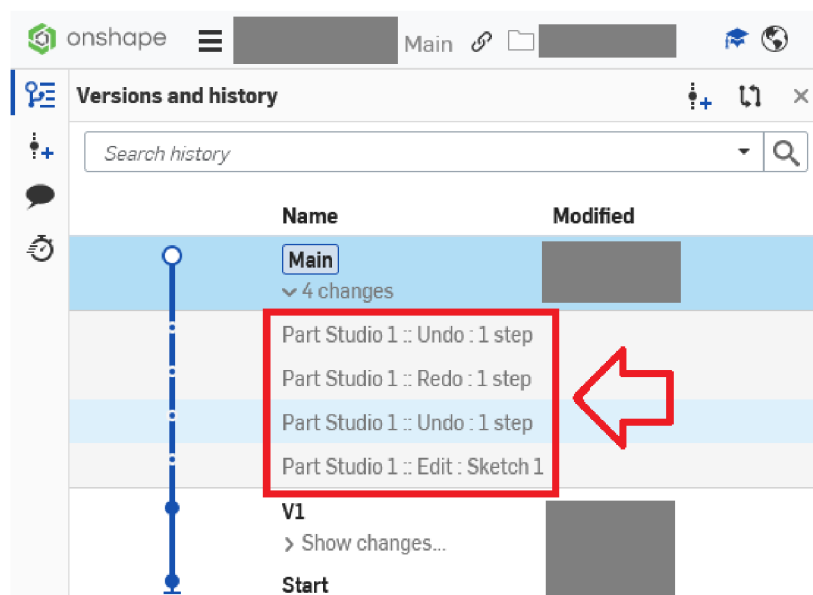 onshape
Main
Versions and history
Search history
Name Modified
Main
4 changes
Part Studio 1 :: Undo : 1 step
Part Studio 1 :: Redo : 1 step
Part Studio 1 :: Undo : 1 step
Part Studio 1 :: Edit : Sketch 1
V1
Show changes...
Start